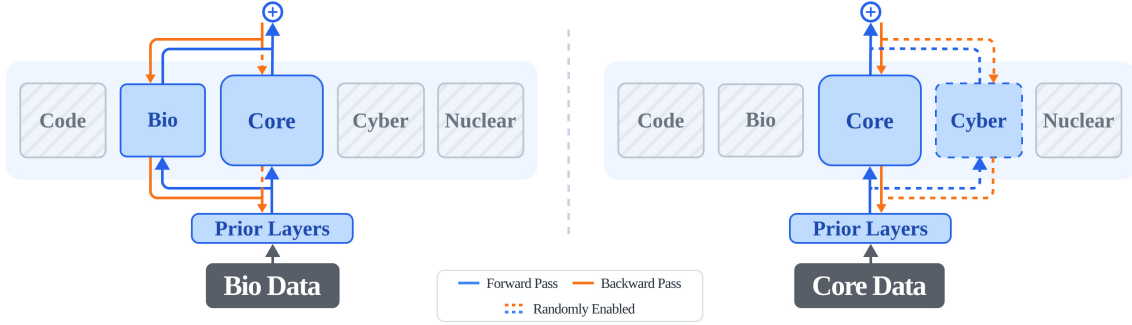 Code
Bio
Core
Cyber
Nuclear
Prior Layers
Bio Data
Code
Bio
Core
Cyber
Nuclear
Prior Layers
Core Data
Forward Pass
Backward Pass
Randomly Enabled